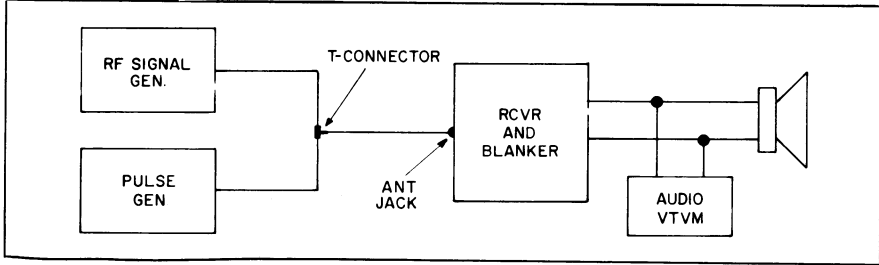 RF SIGNAL
GEN.
T-CONNECTOR
PULSE
GEN
ANT
JACK
RCVR
AND
BLANKER
AUDIO
VTVM